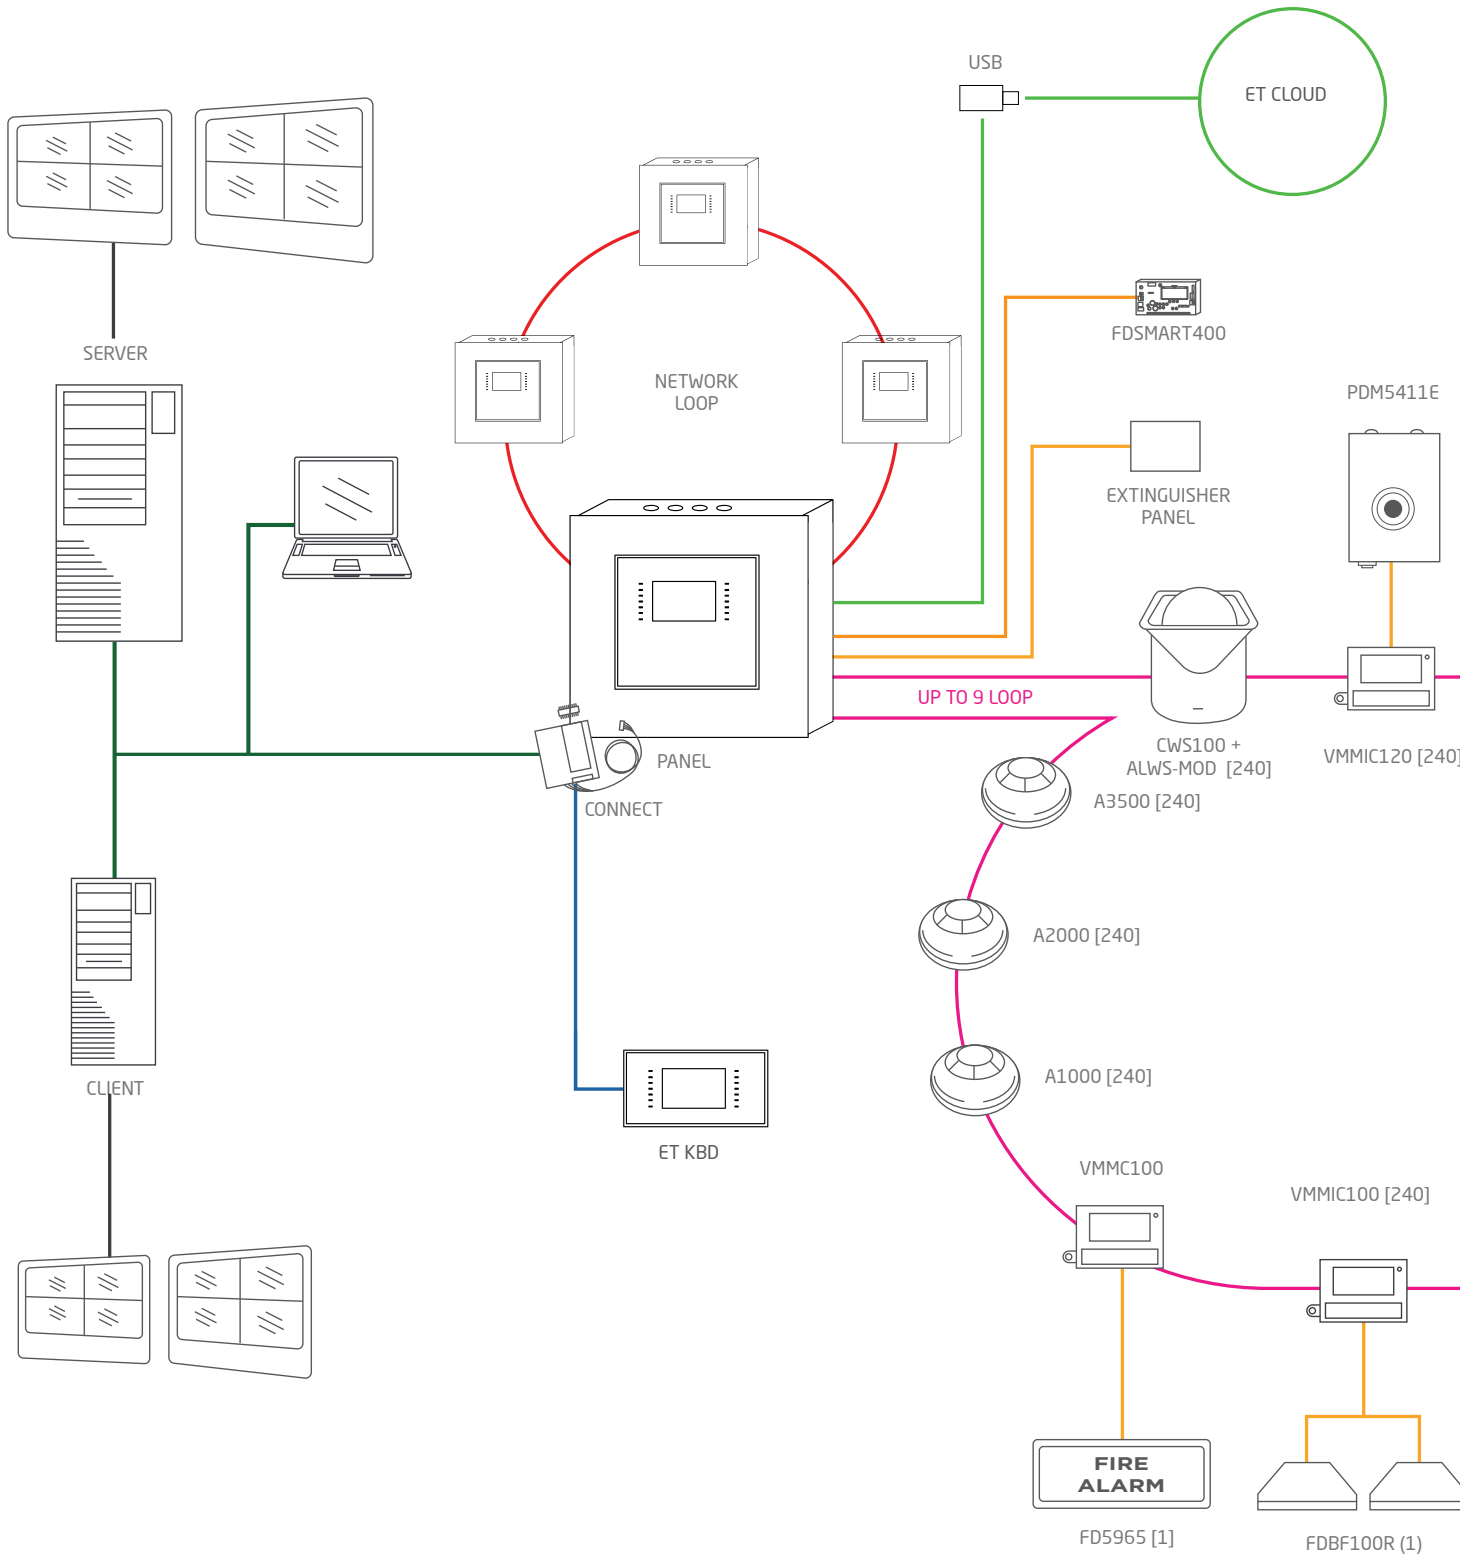 USB
ET CLOUD
SERVER
FDSMART400
NETWORK
LOOP
PDM5411E
EXTINGUISHER
PANEL
UP TO 9 LOOP
CWS100 +
ALWS-MOD [240]
VMMIC120 [240]
PANEL
CONNECT
A3500 [240]
A2000 [240]
A1000 [240]
CLIENT
ET KBD
VMMC100
VMMIC100 [240]
FIRE
ALARM
FD5965 [1]
FDBF100R (1)